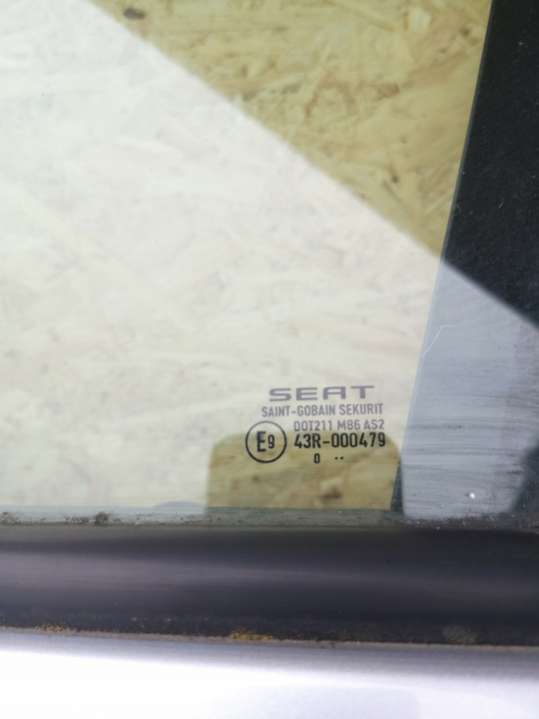 SEAT
SAINT-GOBAIN SEKURIT
DOT211 M86 AS2
E9 43R-000479
0 ··